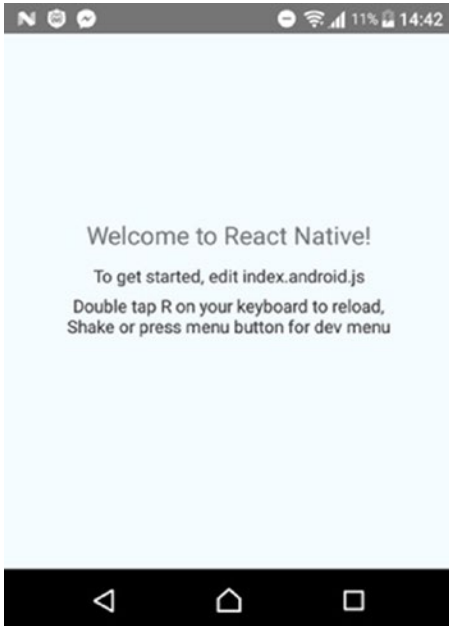 11% 14:42
Welcome to React Native!
To get started, edit index.android.js
Double tap R on your keyboard to reload,
Shake or press menu button for dev menu